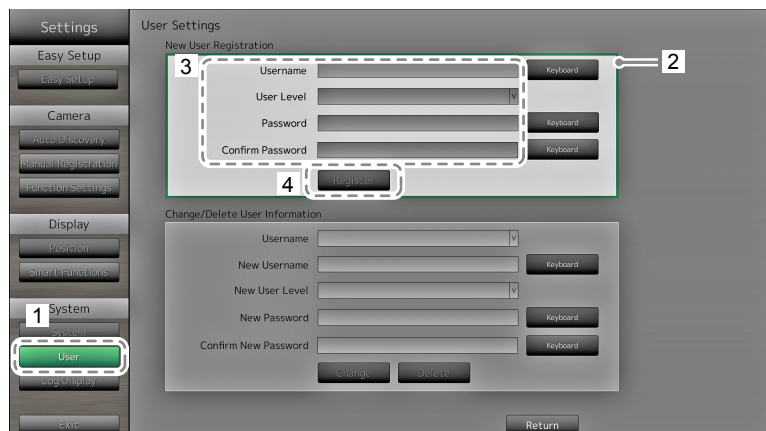 Settings
Easy Setup
Easy Setup
Camera
Auto Discovery
Manual Registration
Function Settings
Display
Position
Smart Functions
System
1
System
User
Log Display
Exit
User Settings
New User Registration
2
3
Username Keyboard
User Level v
Password Keyboard
Confirm Password Keyboard
4
Register
Change/Delete User Information
Username v
New Username Keyboard
New User Level v
New Password Keyboard
Confirm New Password Keyboard
Change Delete
Return